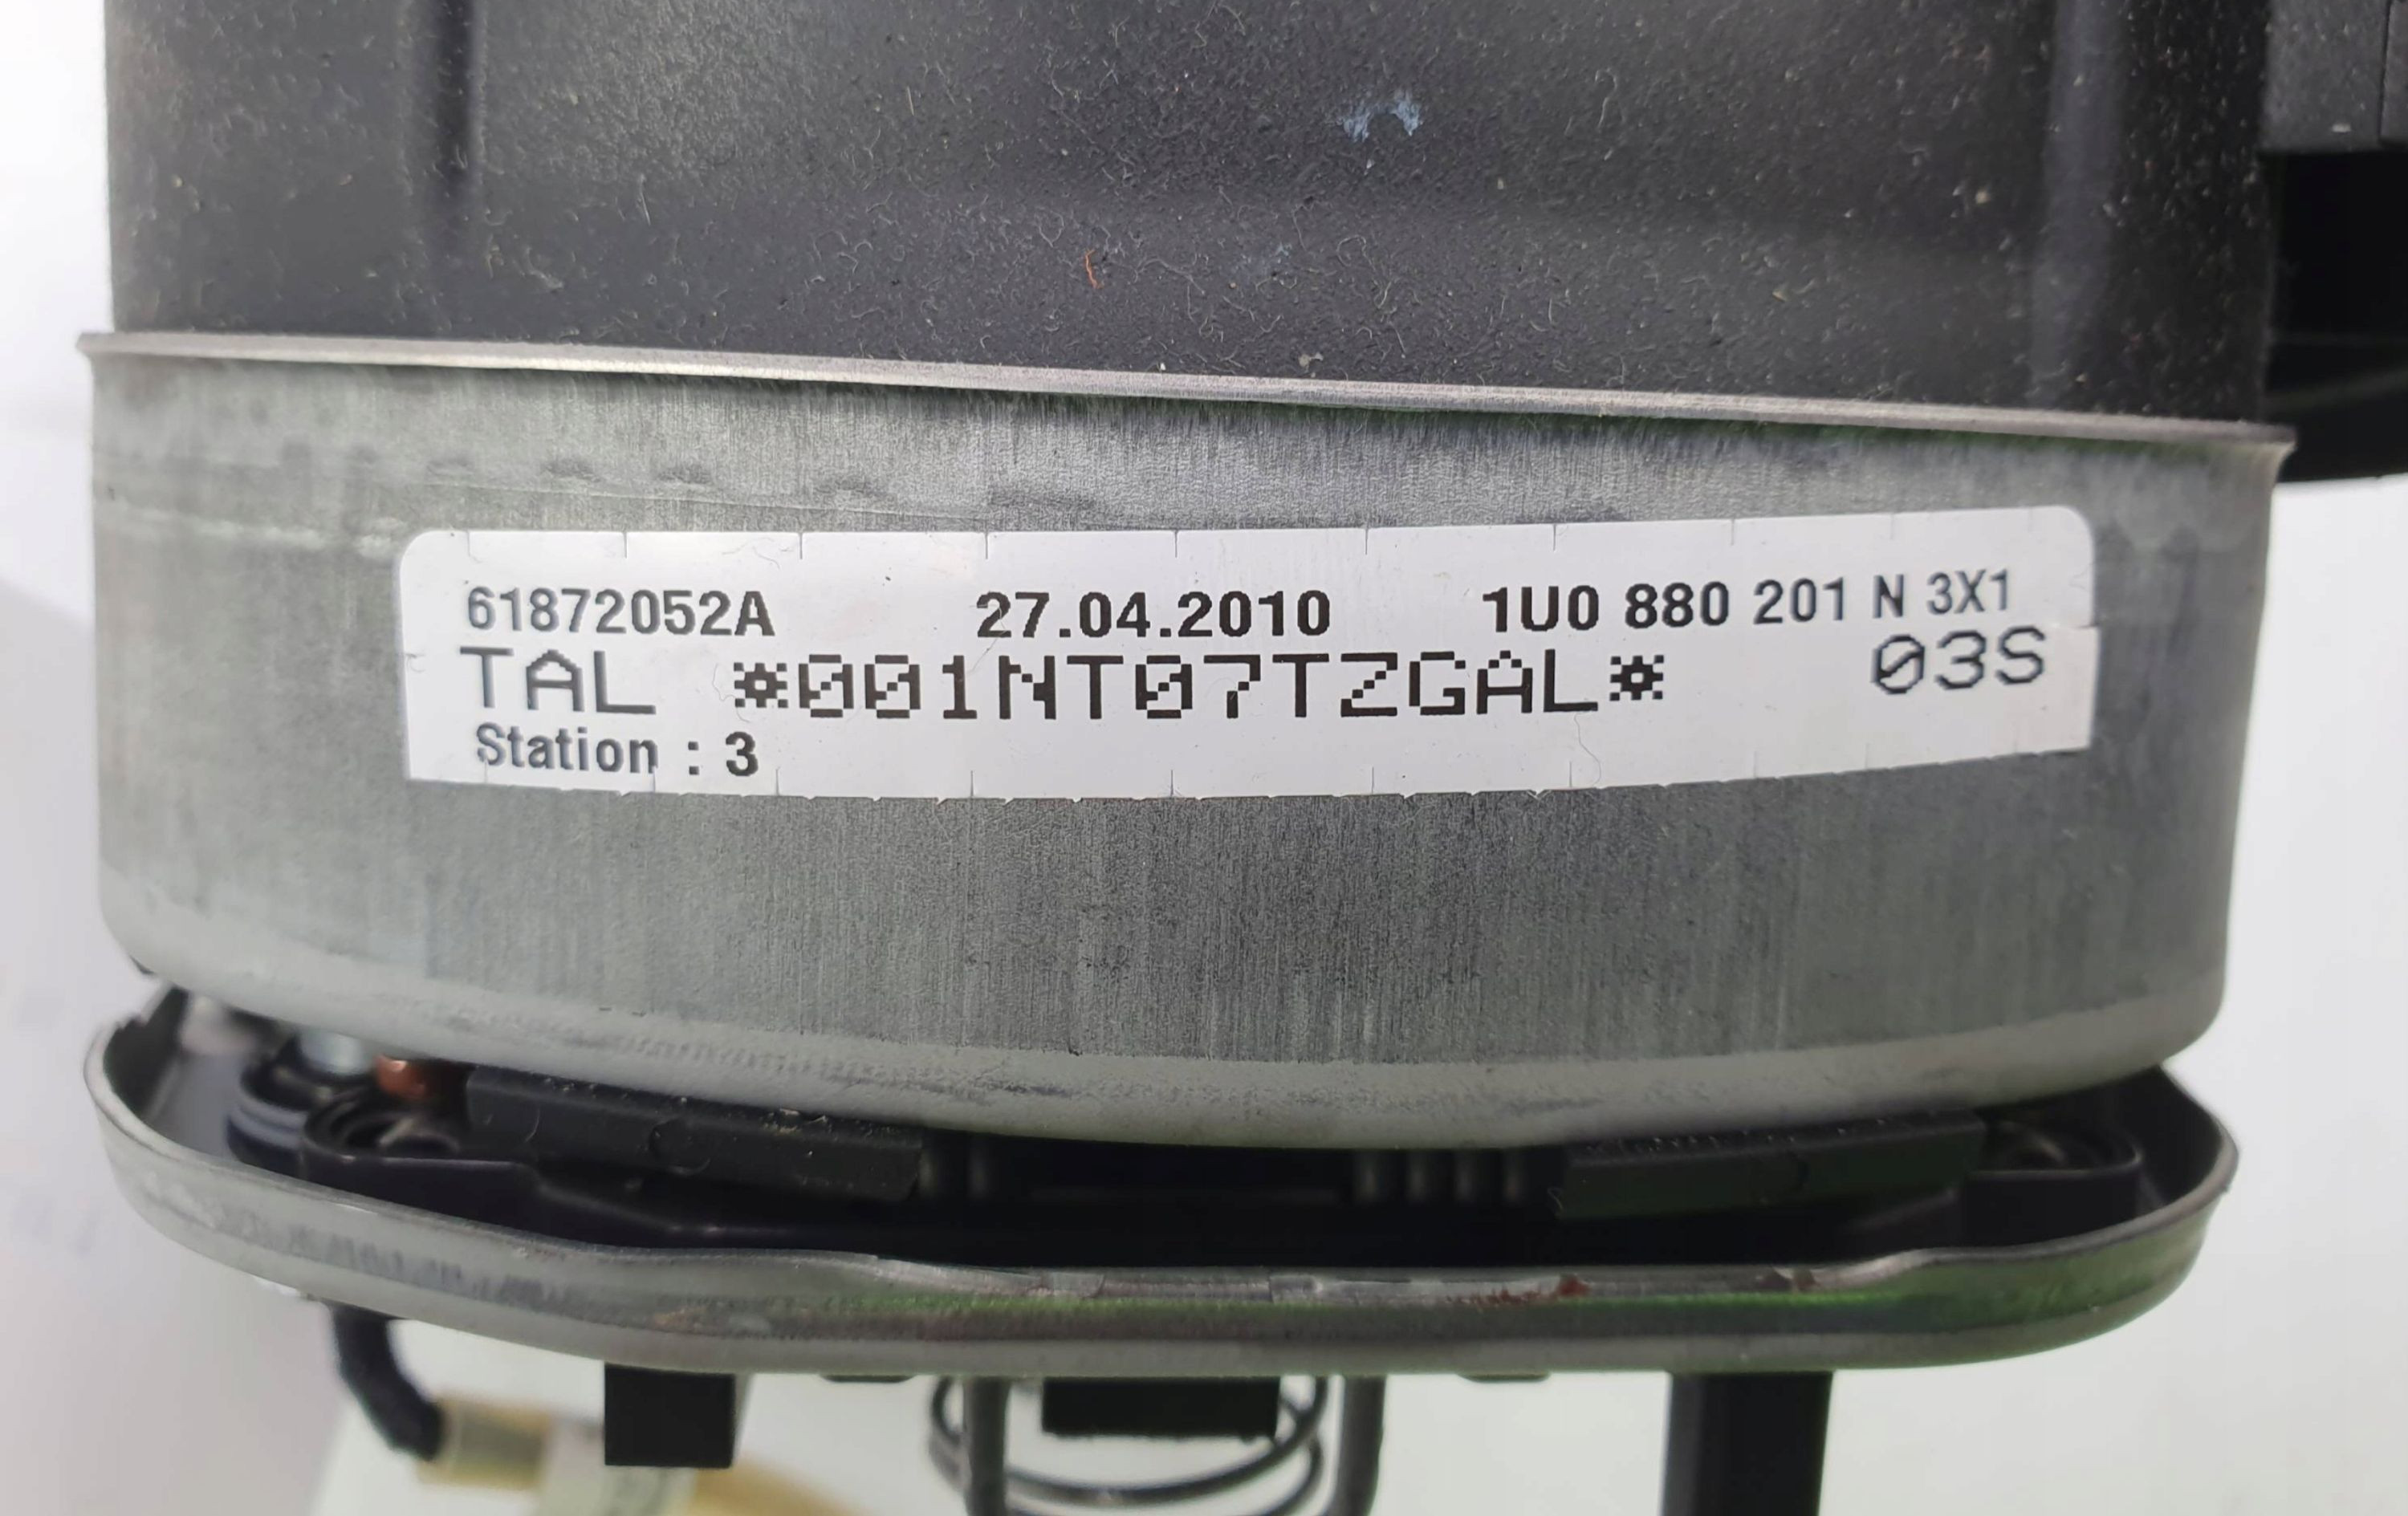 61872052A 27.04.2010 1U0 880 201 N 3X1
TAL *001NT07TZGAL* 03S
Station : 3